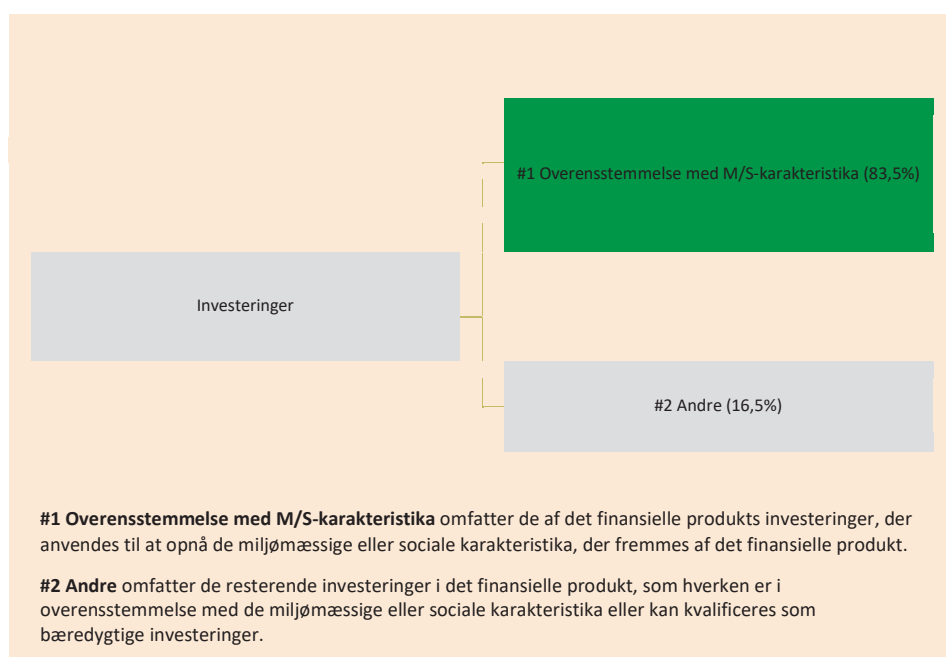 #1 Overensstemmelse med M/S-karakteristika (83,5%)
Investeringer
#2 Andre (16,5%)
#1 Overensstemmelse med M/S-karakteristika omfatter de af det finansielle produkts investeringer, der
anvendes til at opnå de miljømæssige eller sociale karakteristika, der fremmes af det finansielle produkt.
#2 Andre omfatter de resterende investeringer i det finansielle produkt, som hverken er i
overensstemmelse med de miljømæssige eller sociale karakteristika eller kan kvalificeres som
bæredygtige investeringer.